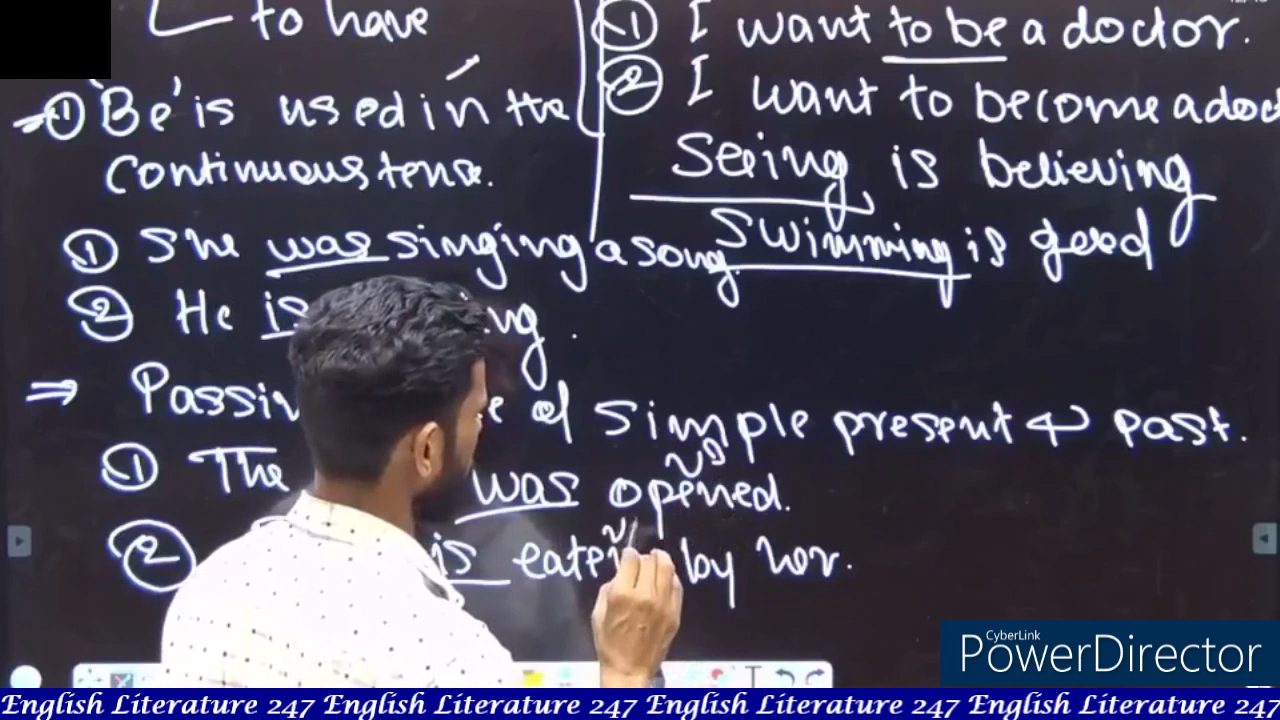 to have
① 'Be' is used in the
continuous tense.
① She was singing a song.
② He is ng.
⇒ Passiv e of simple present & past.
① The was opened.
V3
② is eaten by her.
V
① I want to be a doctor.
② I want to become a doc
Seeing is believing
Swimming is good
CyberLink
PowerDirector
English Literature 247 English Literature 247 English Literature 247 English Literature 247